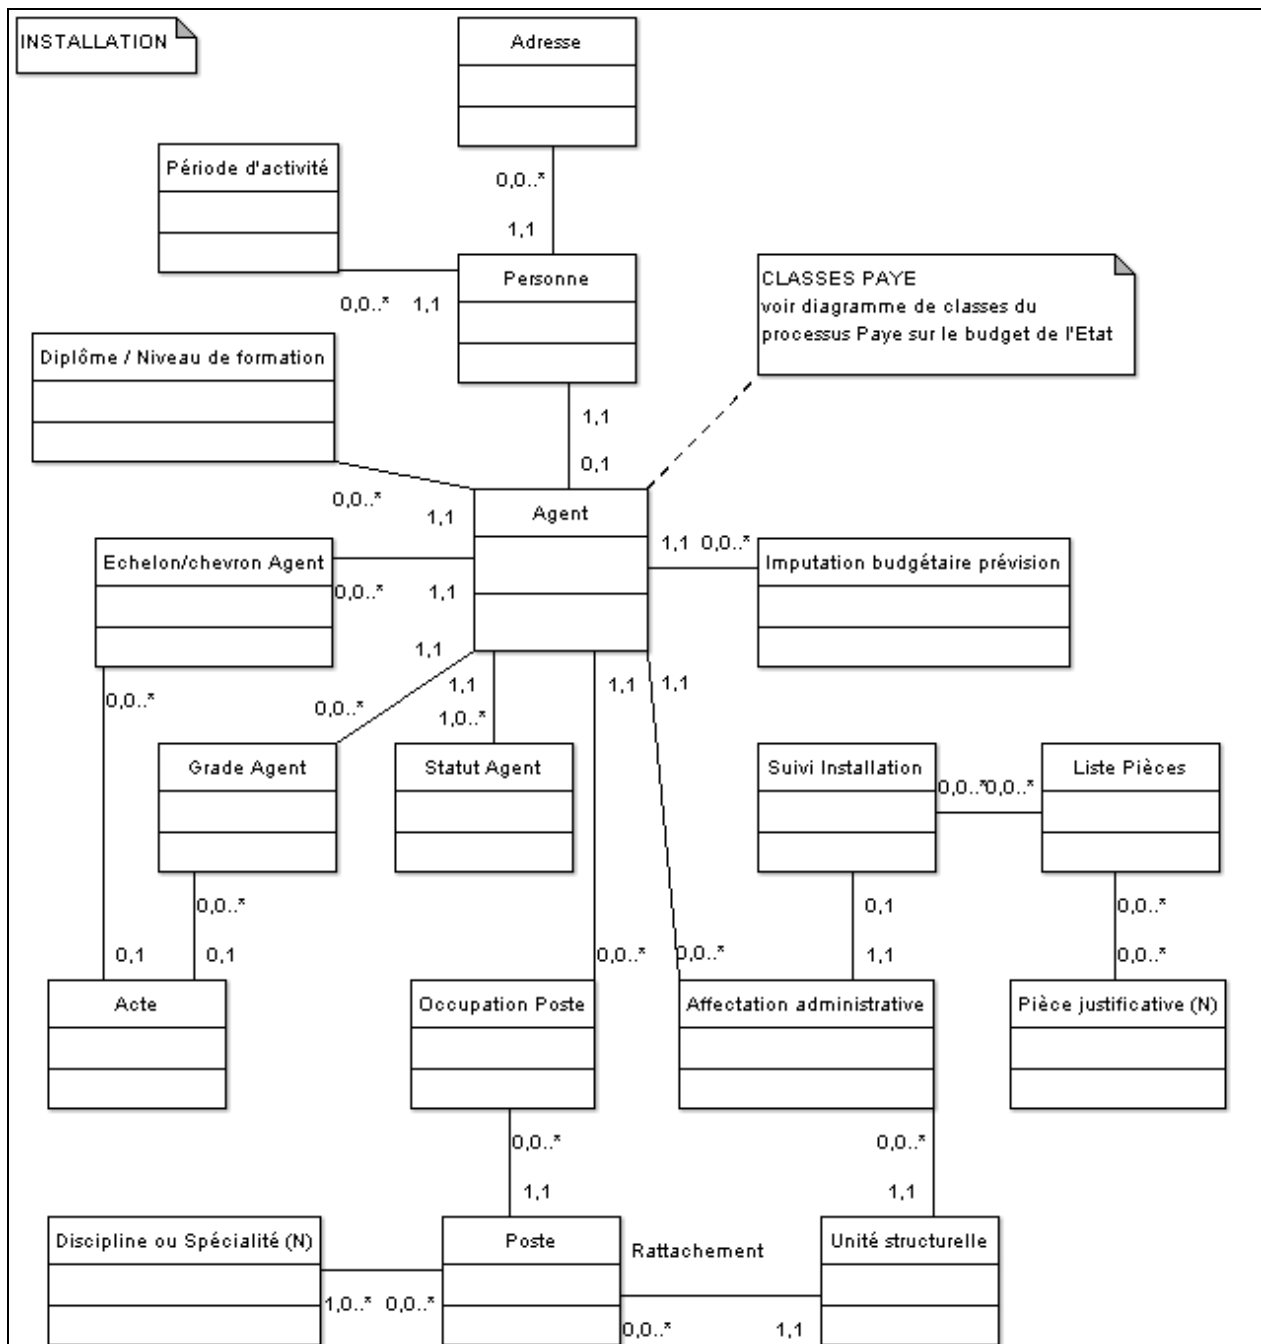 INSTALLATION
Adresse
Période d'activité
0,0..*
1,1
Personne
CLASSES PAYE
voir diagramme de classes du
processus Paye sur le budget de l'Etat
0,0..* 1,1
Diplôme / Niveau de formation
1,1
0,1
0,0..*
1,1
Agent
1,1 0,0..*
Echelon/chevron Agent
Imputation budgétaire prévision
0,0..* 1,1
1,1
1,1
1,1
1,1
0,0..*
0,0..*
1,0..*
Grade Agent
Statut Agent
Suivi Installation
Liste Pièces
0,0..*0,0..*
0,0..*
0,1
0,0..*
0,1
0,1
0,0..*
0,0..*
1,1
0,0..*
Acte
Occupation Poste
Affectation administrative
Pièce justificative (N)
0,0..*
0,0..*
1,1
1,1
Discipline ou Spécialité (N)
Poste
Rattachement
Unité structurelle
1,0..* 0,0..*
0,0..*
1,1